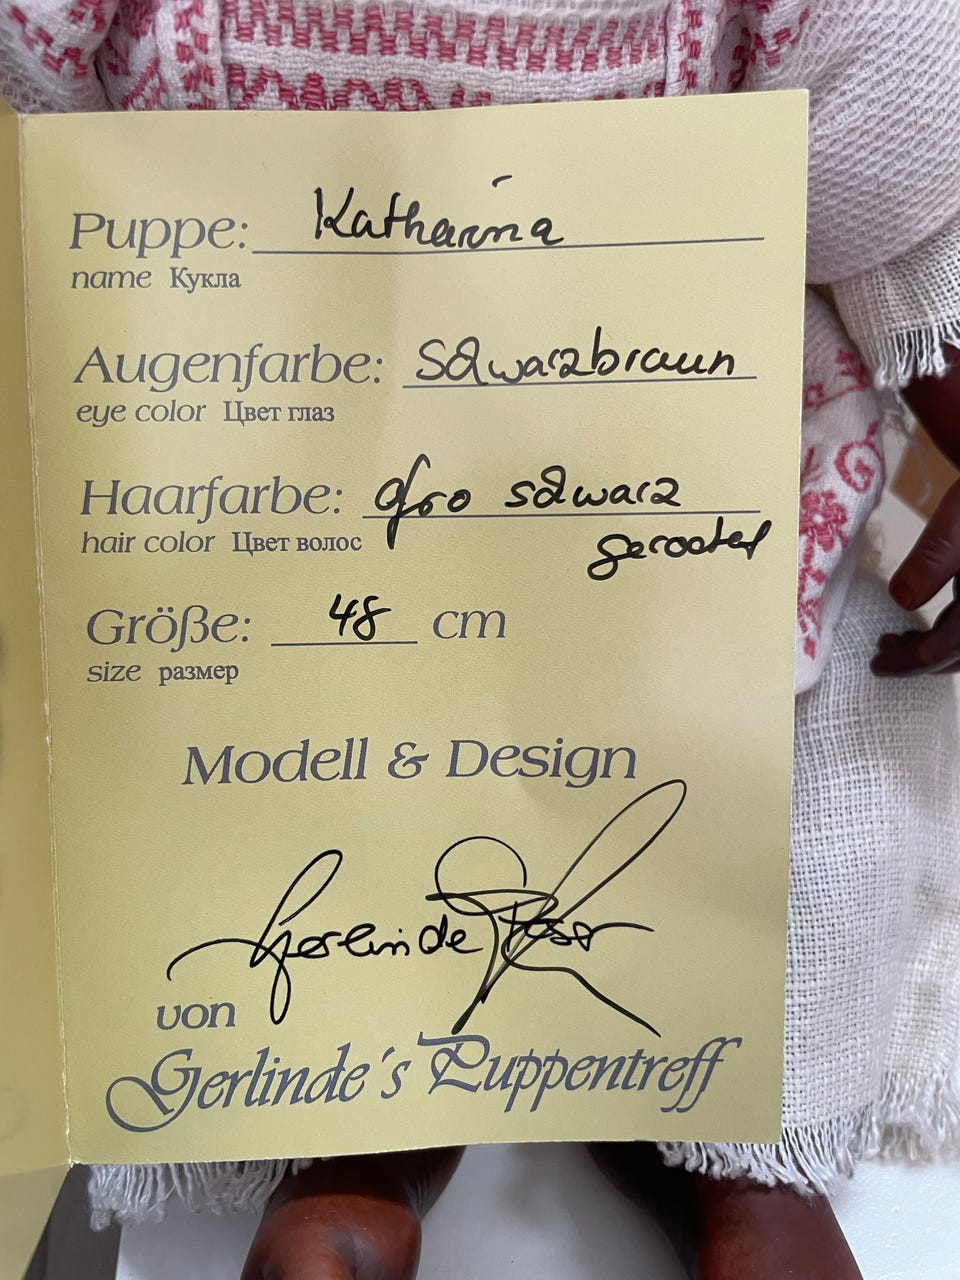 Puppe: Katharina
name Кукла
Augenfarbe: Schwarzbraun
eye color Цвет глаз
Haarfarbe: afro schwarz
hair color Цвет волос gerootet
Größe: 48 cm
size размер
Modell & Design
Gerlinde
von
Gerlinde´s Puppentreff